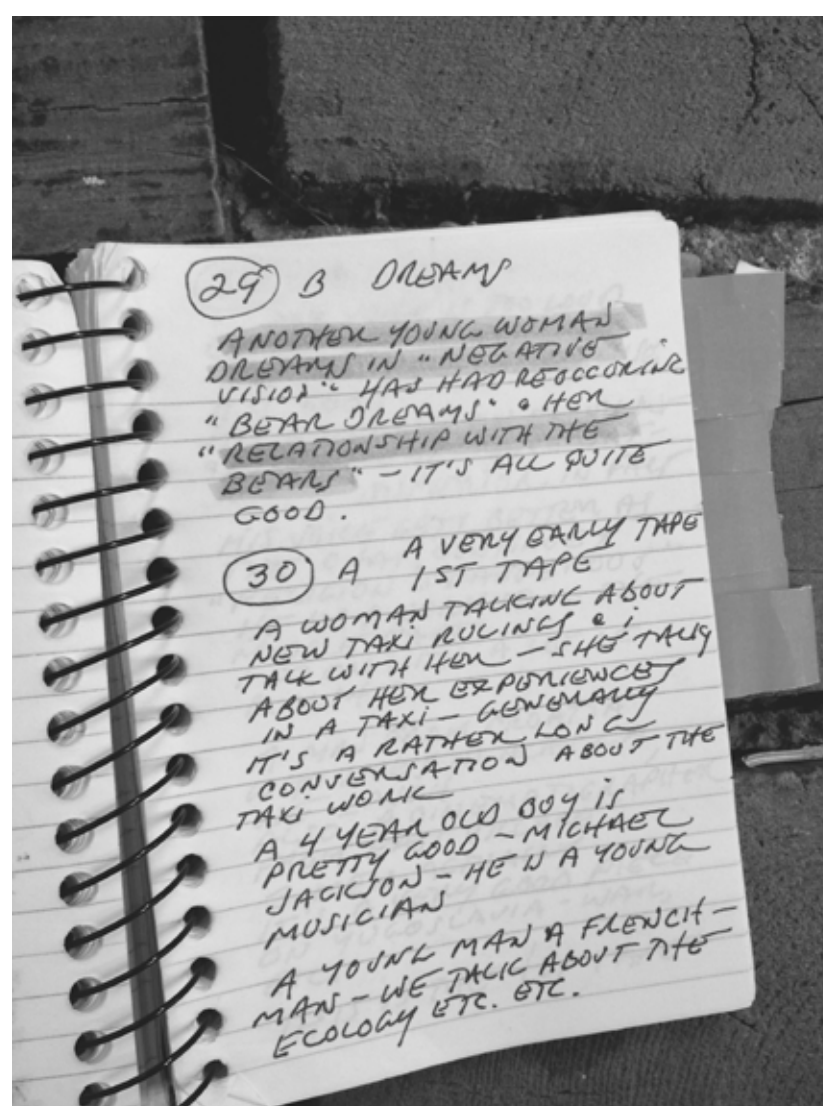 29 B DREAMS
ANOTHER YOUNG WOMAN
DREAMS IN "NEGATIVE
VISION" HAS HAD REOCCURING
"BEAR DREAMS" & HER
"RELATIONSHIP WITH THE
BEARS" - IT'S ALL QUITE
GOOD.
30 A A VERY EARLY TAPE
1ST TAPE
A WOMAN TALKING ABOUT
NEW TAXi RULINGS & i
TALK WITH HER - SHE TALKS
ABOUT HER EXPERIENCES
IN A TAXi - GENERALLY
IT'S A RATHER LONG
CONVERSATION ABOUT THE
TAXi WORK
A 4 YEAR OLD BOY iS
PRETTY GOOD - MICHAEL
JACKSON - HE IS A YOUNG
MUSICIAN
A YOUNG MAN A FRENCH-
MAN - WE TALK ABOUT THE
ECOLOGY ETC. ETC.